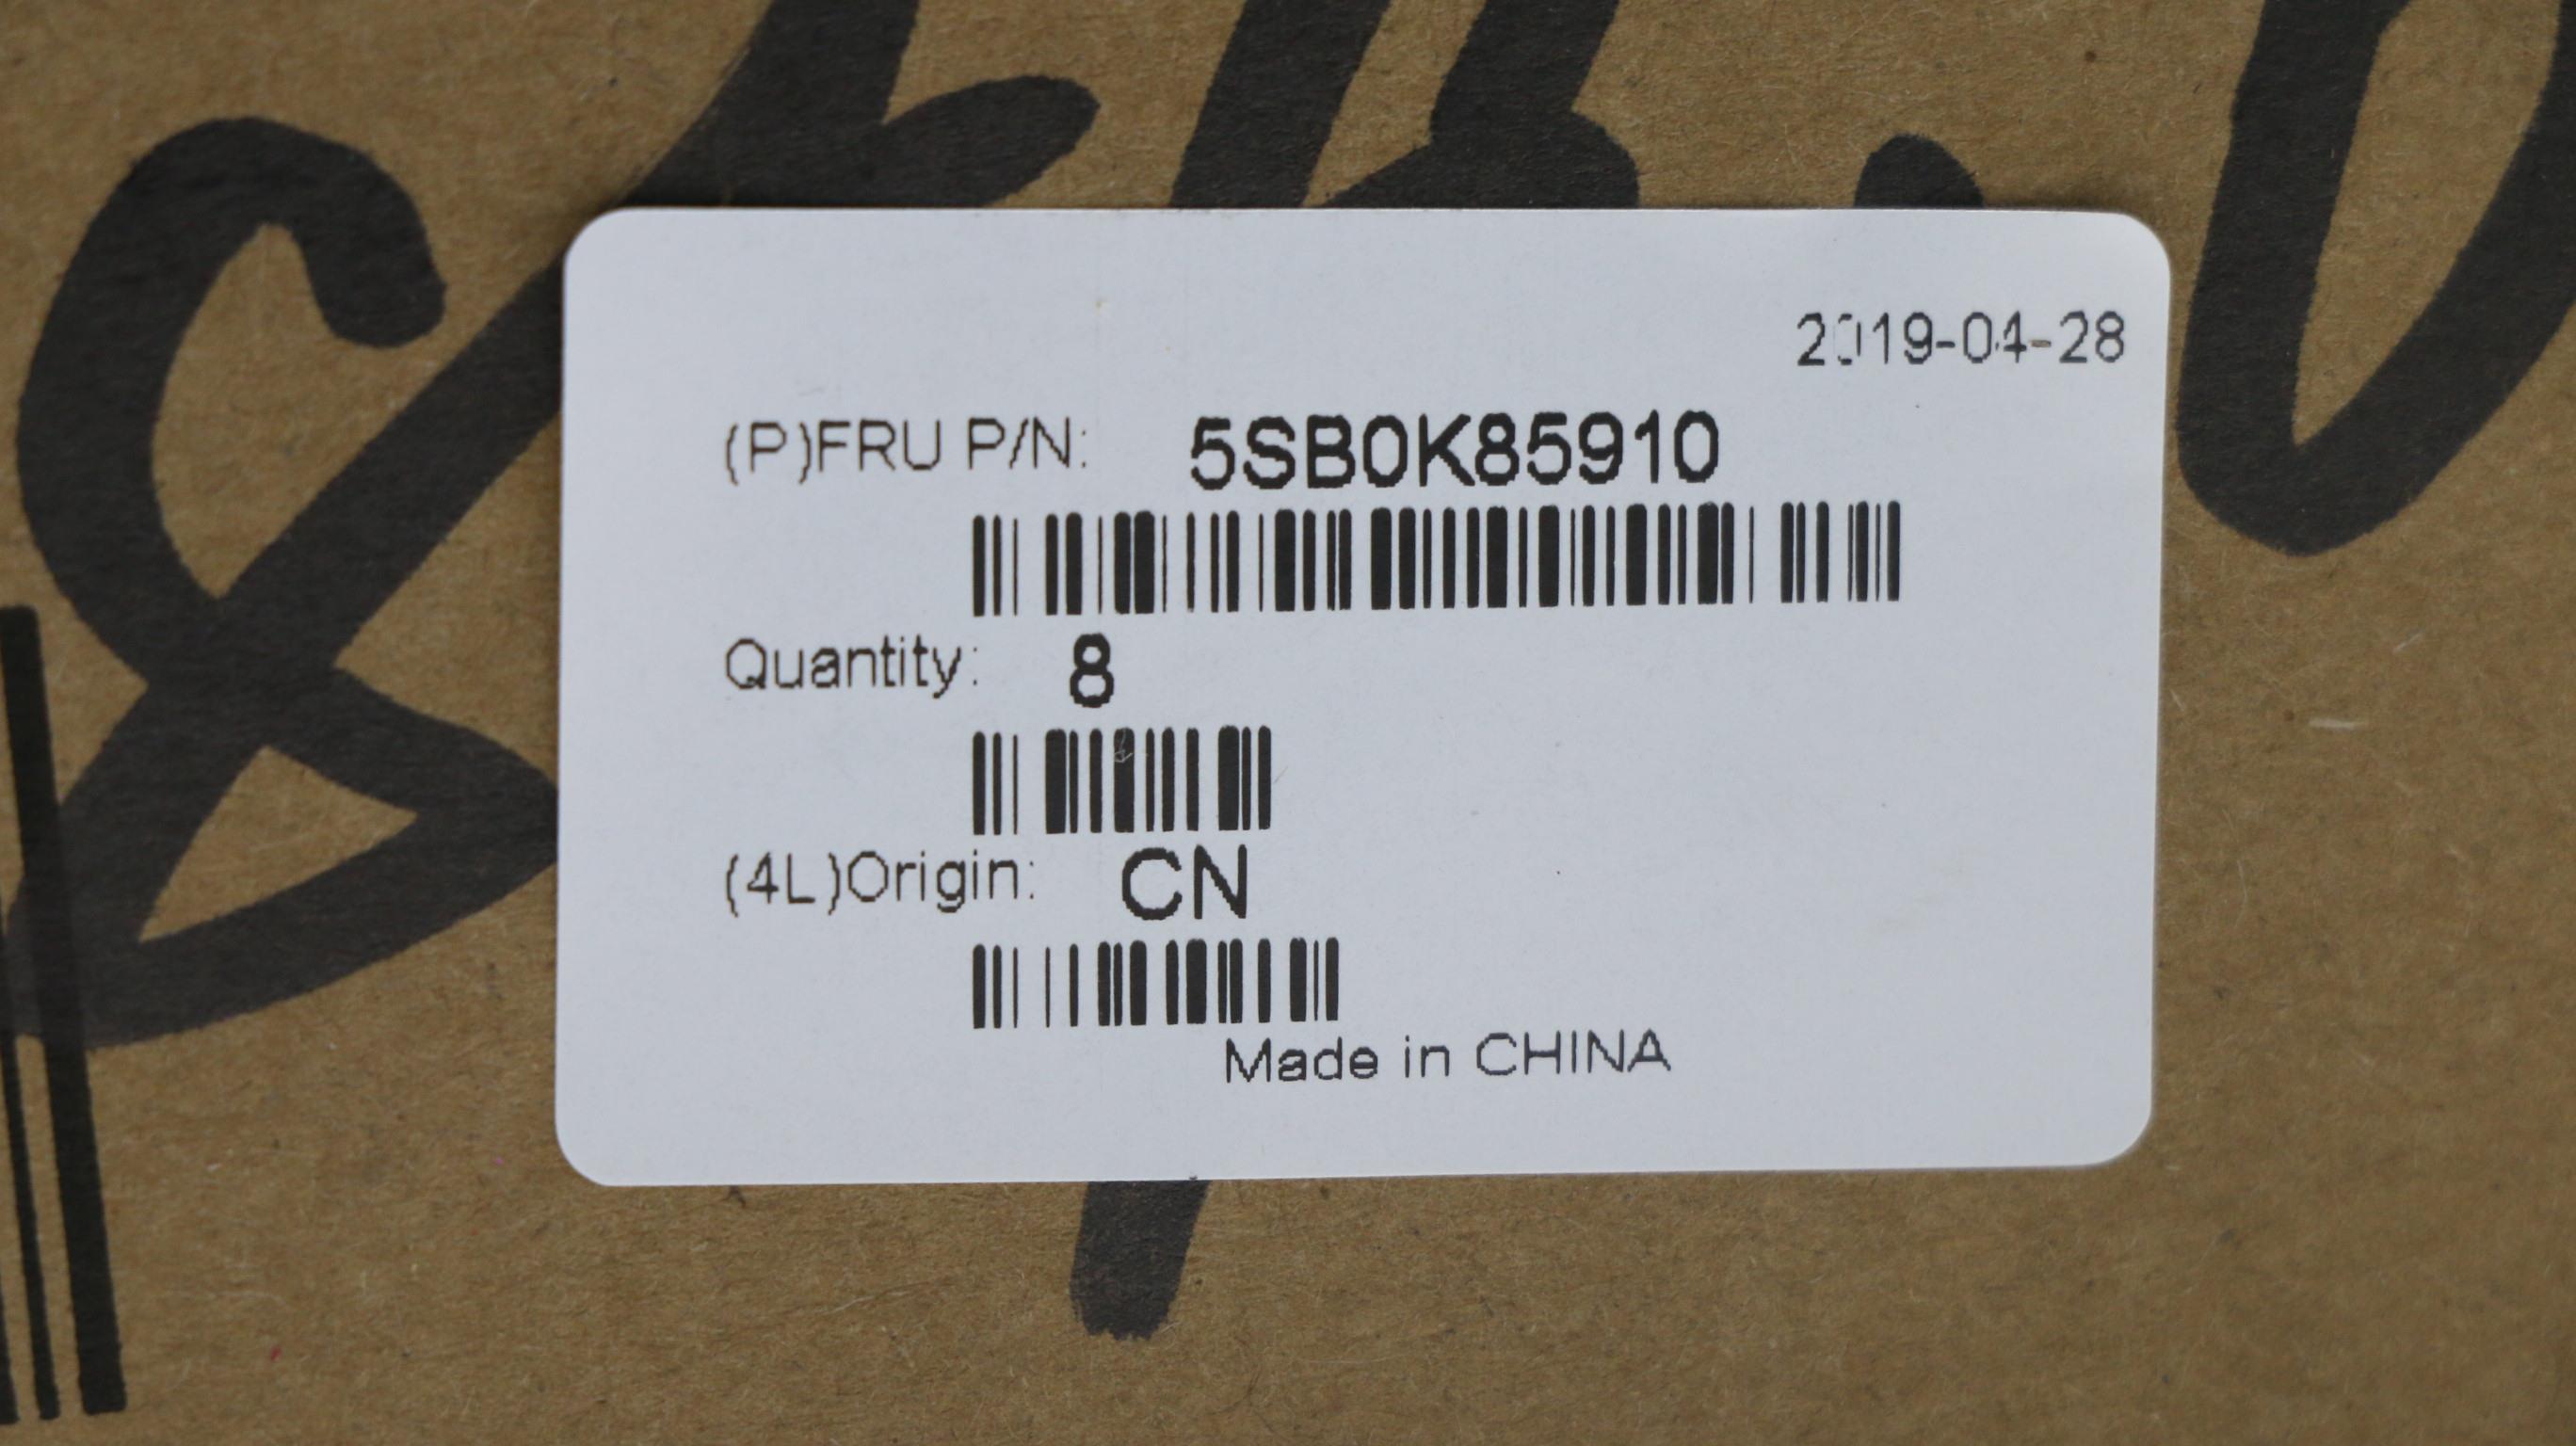 2019-04-28
(P)FRU P/N: 5SB0K85910
Quantity: 8
(4L)Origin: CN
Made in CHINA